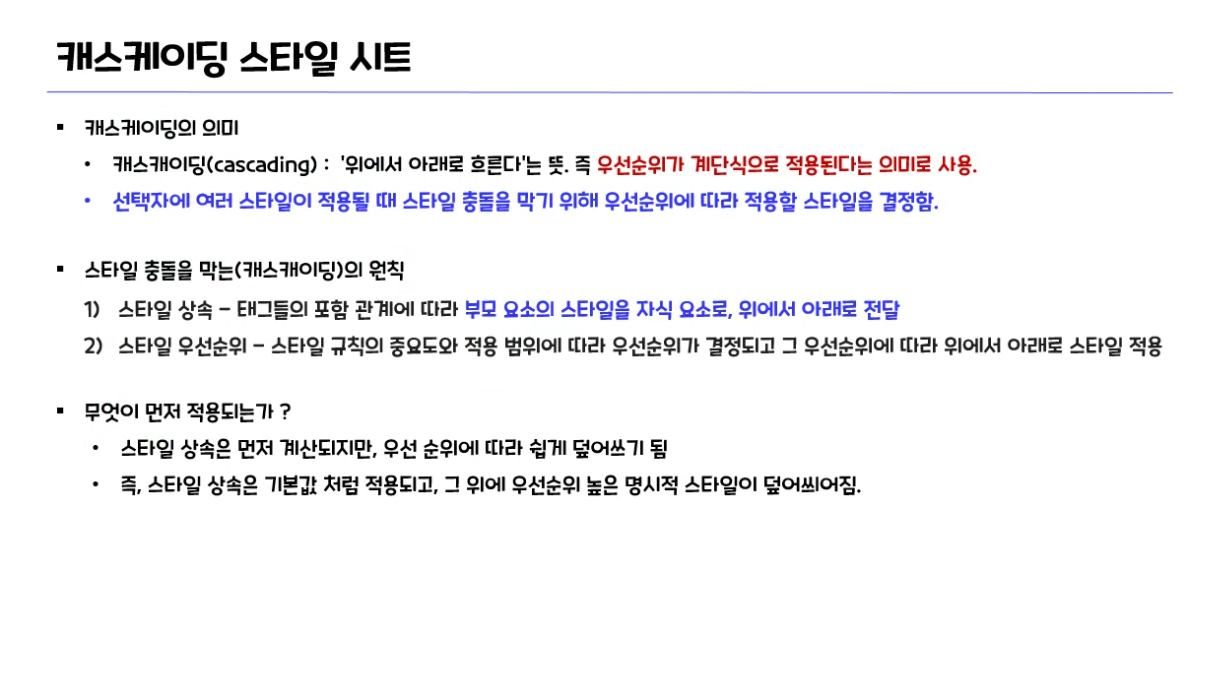 캐스케이딩 스타일 시트
▪ 캐스케이딩의 의미
• 캐스캐이딩(cascading) : '위에서 아래로 흐른다'는 뜻. 즉 우선순위가 계단식으로 적용된다는 의미로 사용.
• 선택자에 여러 스타일이 적용될 때 스타일 충돌을 막기 위해 우선순위에 따라 적용할 스타일을 결정함.
▪ 스타일 충돌을 막는(캐스캐이딩)의 원칙
1) 스타일 상속 – 태그들의 포함 관계에 따라 부모 요소의 스타일을 자식 요소로, 위에서 아래로 전달
2) 스타일 우선순위 – 스타일 규칙의 중요도와 적용 범위에 따라 우선순위가 결정되고 그 우선순위에 따라 위에서 아래로 스타일 적용
▪ 무엇이 먼저 적용되는가 ?
• 스타일 상속은 먼저 계산되지만, 우선 순위에 따라 쉽게 덮어쓰기 됨
• 즉, 스타일 상속은 기본값 처럼 적용되고, 그 위에 우선순위 높은 명시적 스타일이 덮어씌어짐.